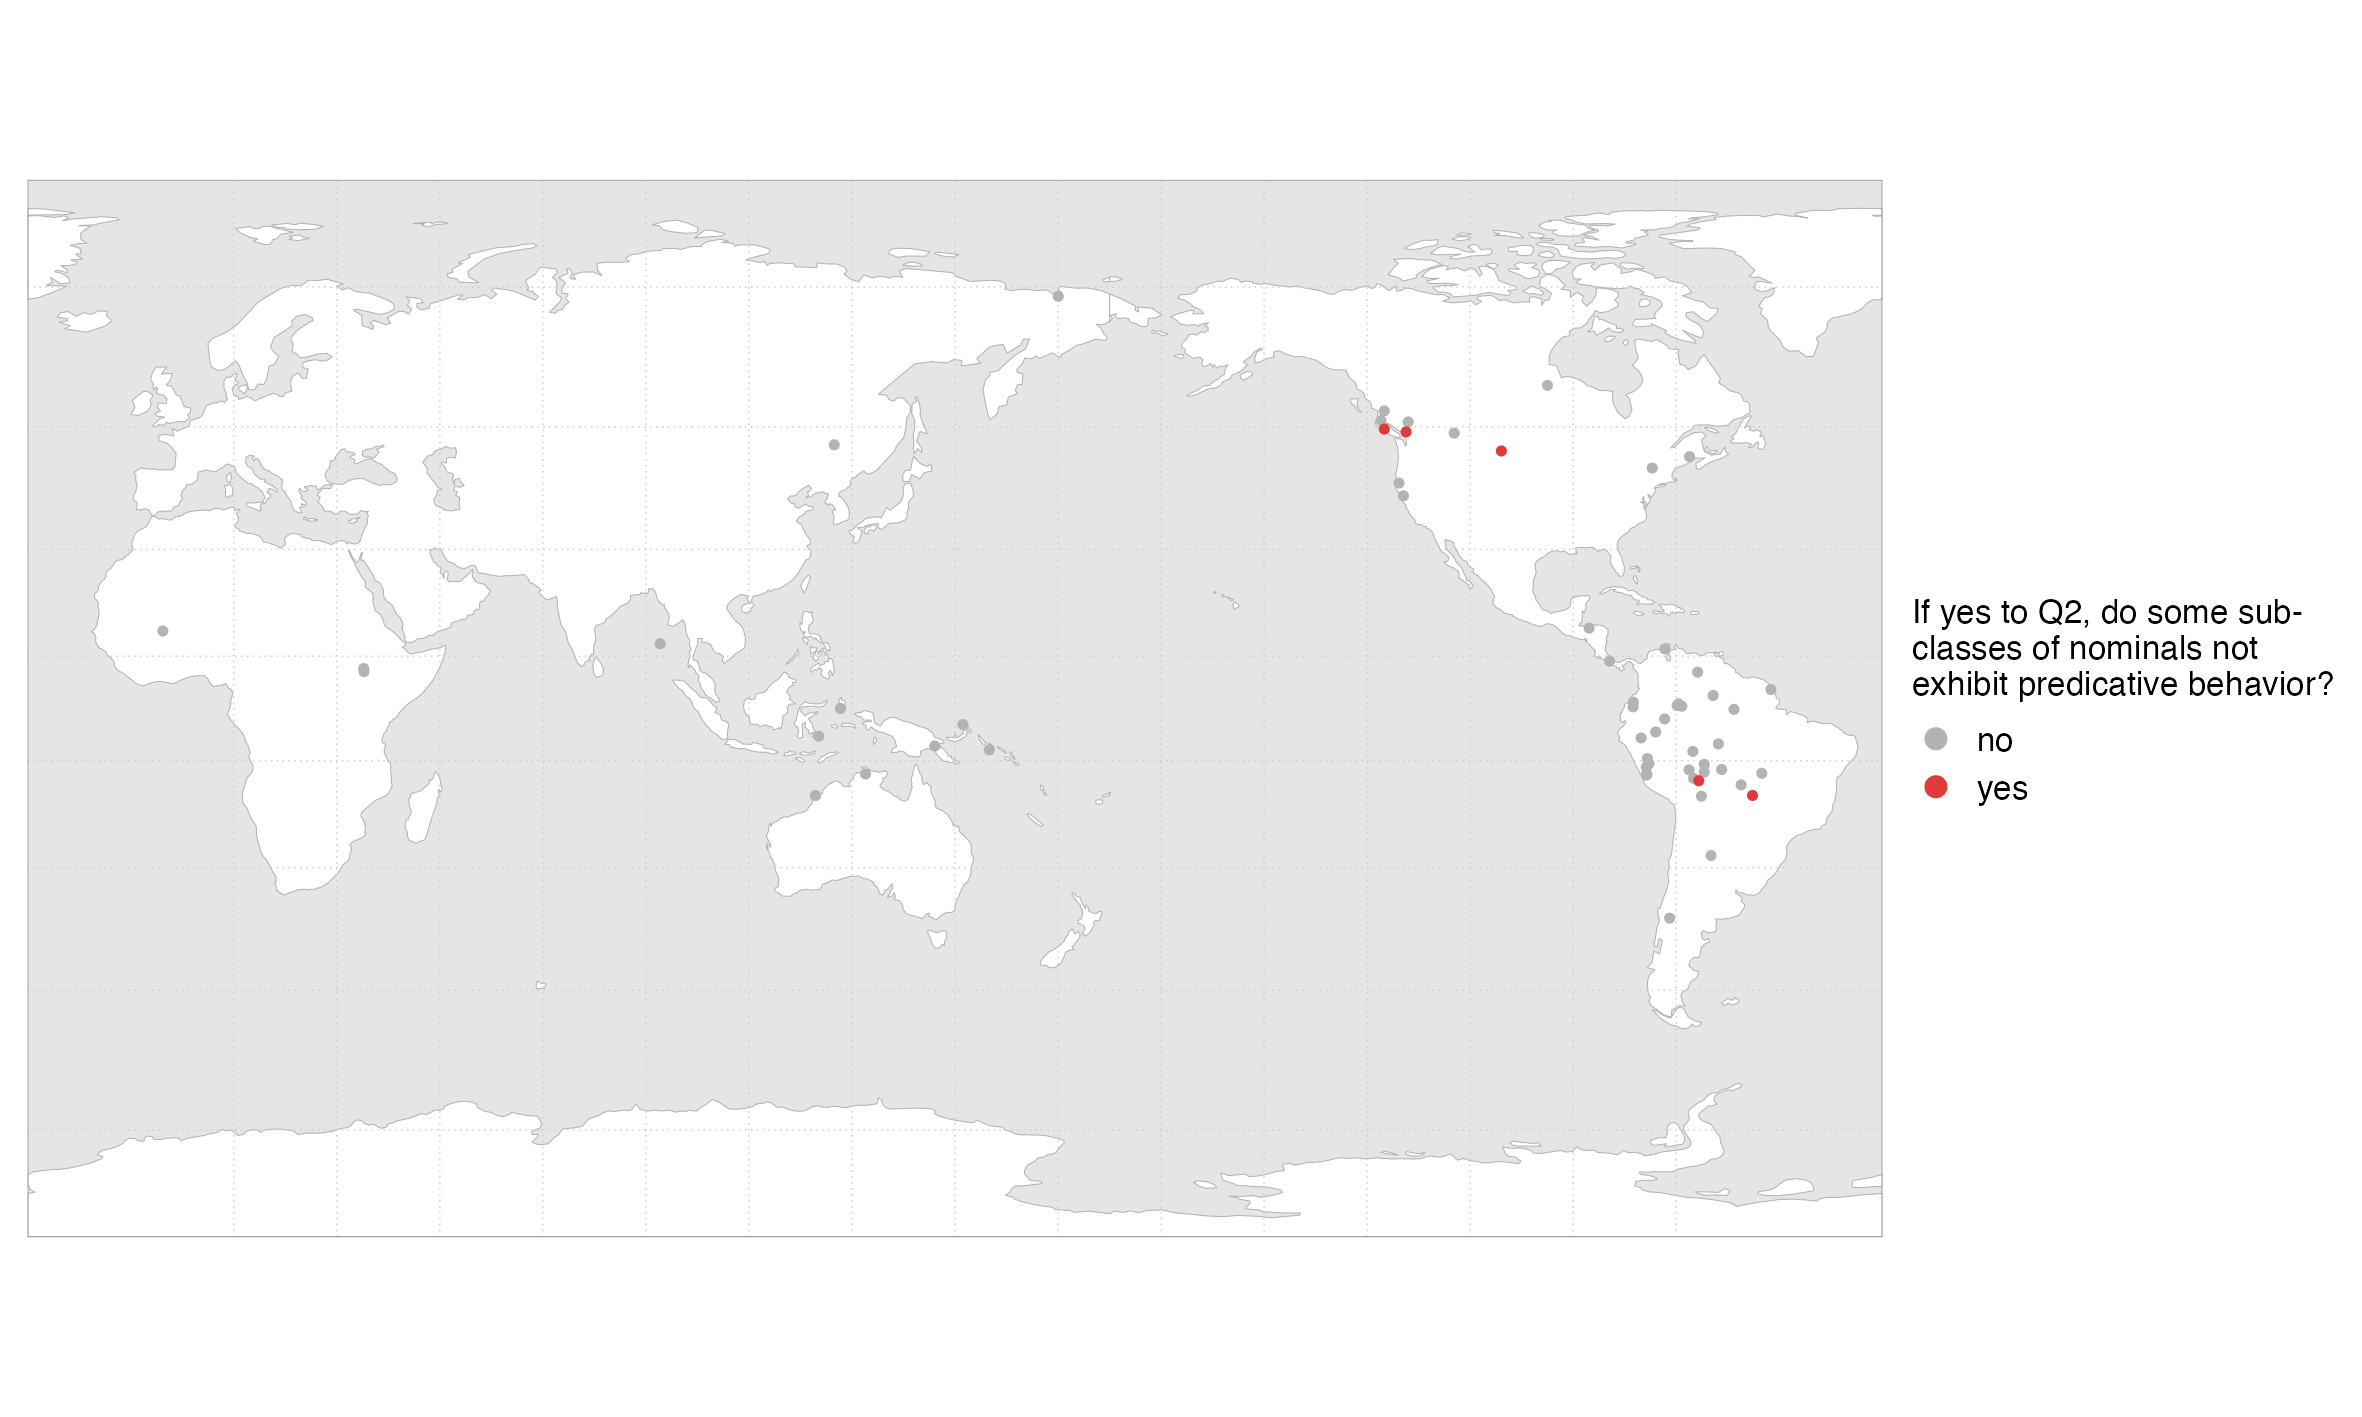 If yes to Q2, do some sub-
classes of nominals not
exhibit predicative behavior?
no
yes